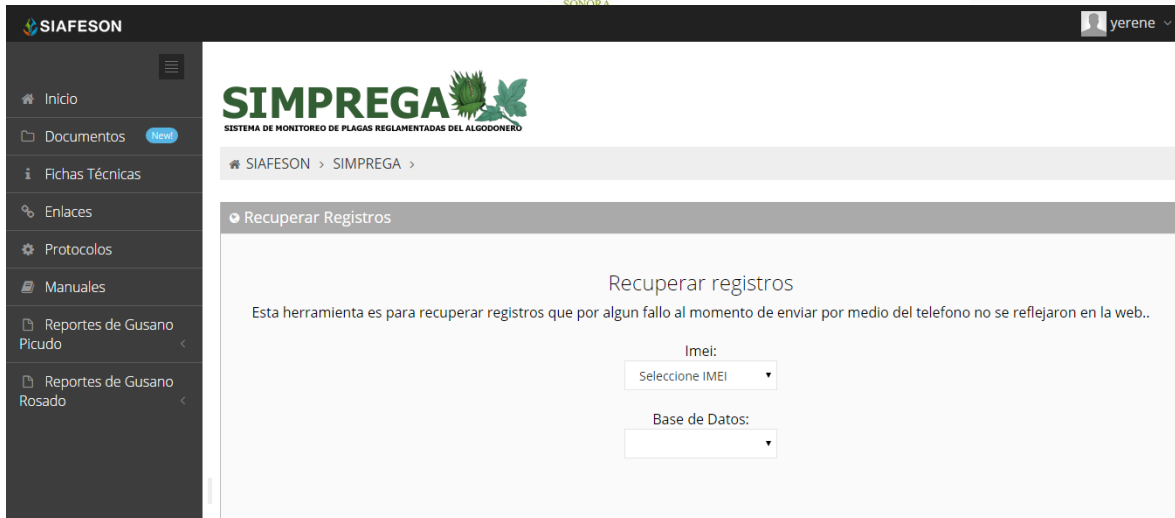 SONORA
SIAFESON
yerene
Inicio
Documentos New!
Fichas Técnicas
Enlaces
Protocolos
Manuales
Reportes de Gusano
Picudo
Reportes de Gusano
Rosado
SIMPREGA
SISTEMA DE MONITOREO DE PLAGAS REGLAMENTADAS DEL ALGODONERO
SIAFESON > SIMPREGA >
Recuperar Registros
Recuperar registros
Esta herramienta es para recuperar registros que por algun fallo al momento de enviar por medio del telefono no se reflejaron en la web..
Imei:
Seleccione IMEI
Base de Datos: